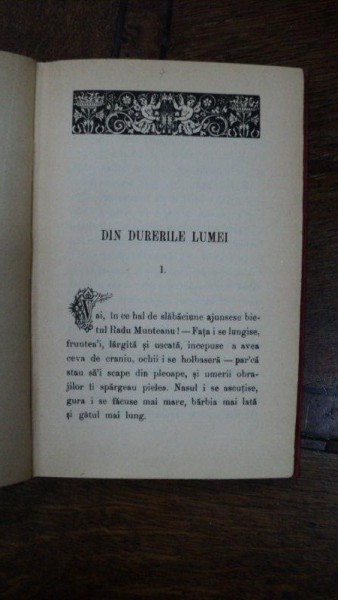 DIN DURERILE LUMEI
I.
Vai, în ce hal de slăbăciune ajunsese bie-
tul Radu Munteanu! — Fața i se lungise,
fruntea'i, lărgită și uscată, începuse a avea
ceva de craniu, ochii i se holbaseră — par'că
stau să'i scape din pleoape, și umerii obra-
jilor îi spărgeau pielea. Nasul i se ascuțise,
gura i se făcuse mai mare, bărbia mai lată
și gâtul mai lung.